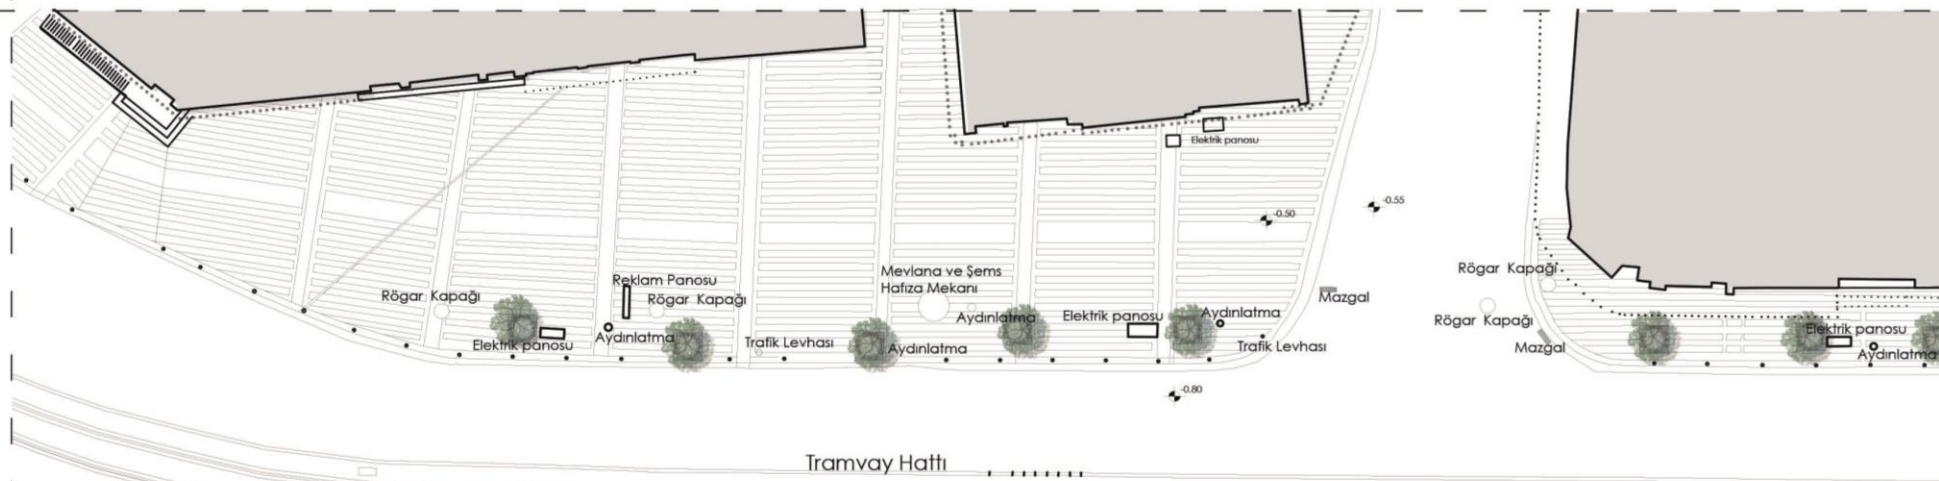 Elektrik panosu
-0.50
-0.55
Rögar Kapağı
Reklam Panosu
Rögar Kapağı
Mevlana ve Şems
Hafıza Mekanı
Rögar Kapağı
Mazgal
Elektrik panosu
Aydınlatma
Trafik Levhası
Aydınlatma
Aydınlatma
Elektrik panosu
Aydınlatma
Trafik Levhası
Rögar Kapağı
Mazgal
Elektrik panosu
Aydınlatma
-0.80
Tramvay Hattı